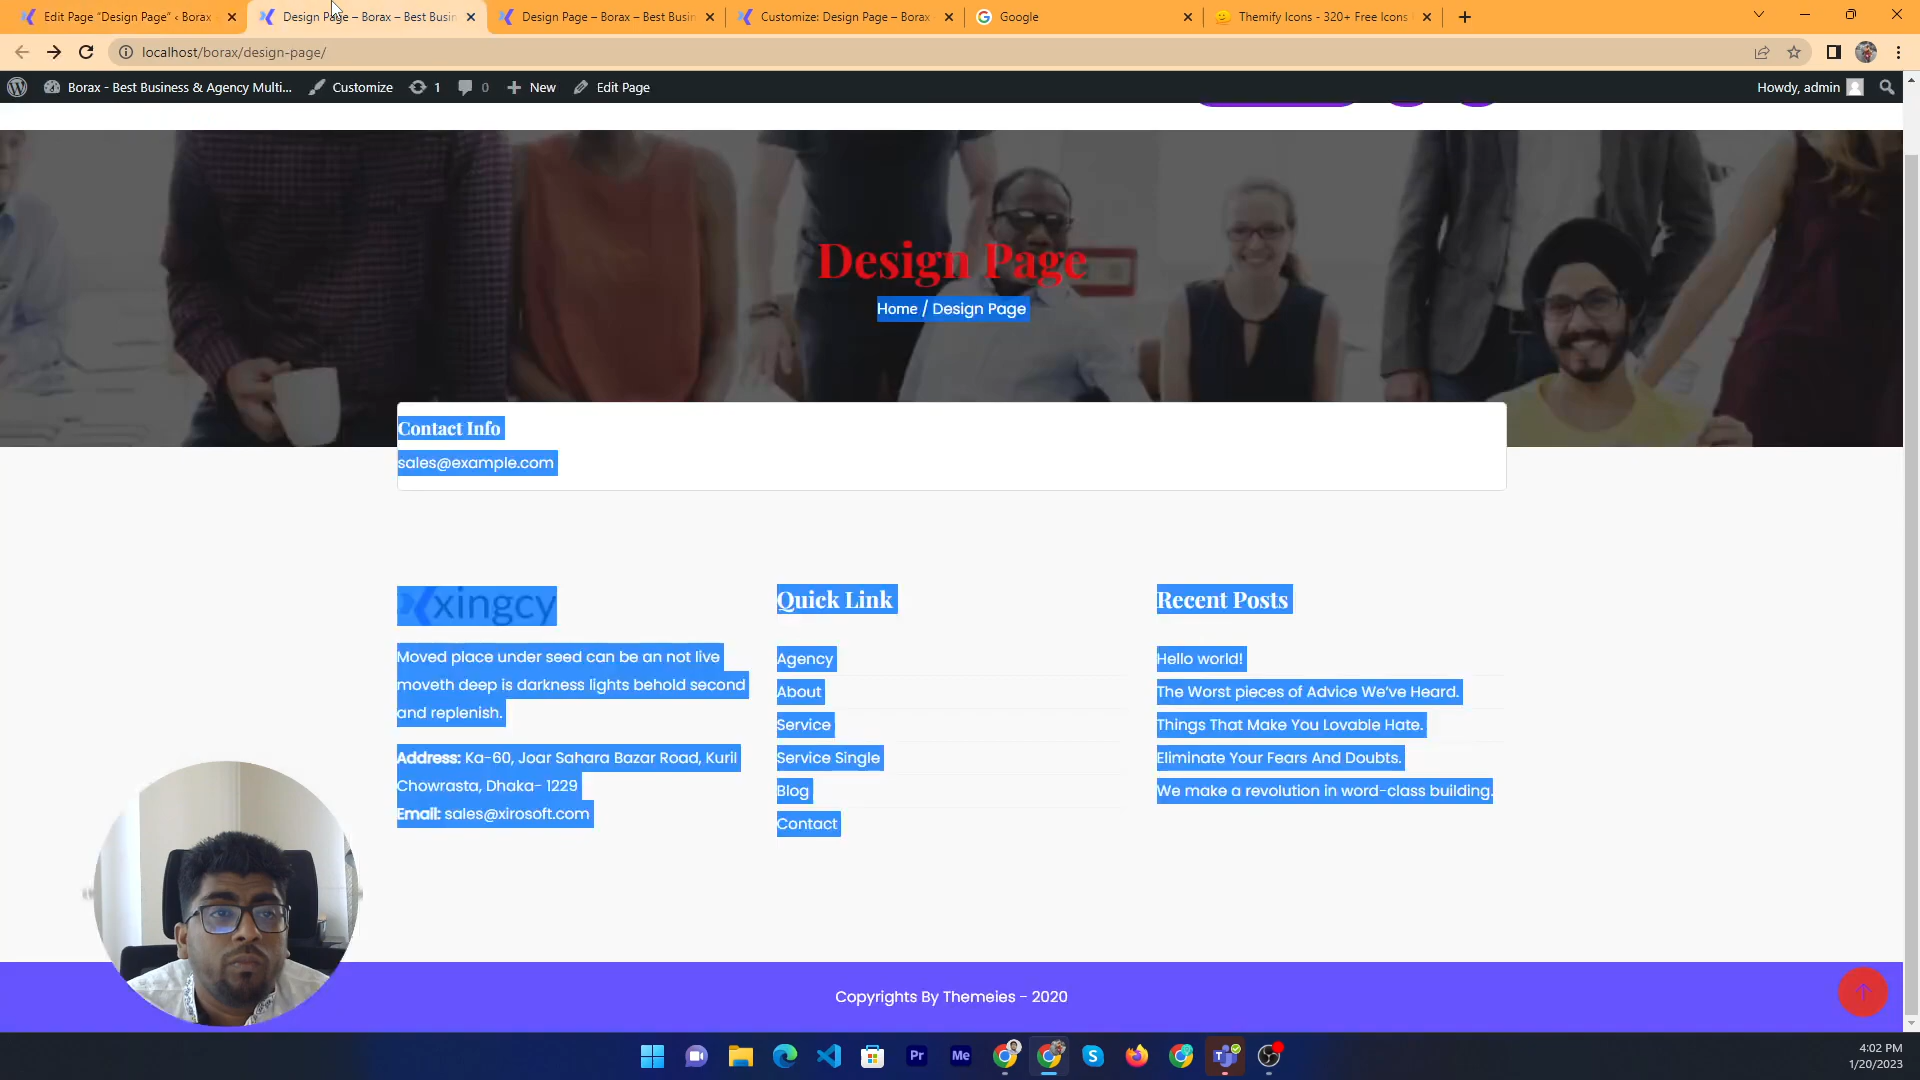 Edit Page "Design Page" ‹ Borax
Design Page – Borax – Best Busin
Design Page – Borax – Best Busin
Customize: Design Page – Borax
Google
Themify Icons - 320+ Free Icons
localhost/borax/design-page/
Borax - Best Business & Agency Multi...
Customize
1
0
New
Edit Page
Howdy, admin
Design Page
Home / Design Page
Contact Info
sales@example.com
xingcy
Moved place under seed can be an not live
moveth deep is darkness lights behold second
and replenish.
Address: Ka-60, Joar Sahara Bazar Road, Kuril
Chowrasta, Dhaka- 1229
Email: sales@xirosoft.com
Quick Link
Agency
About
Service
Service Single
Blog
Contact
Recent Posts
Hello world!
The Worst pieces of Advice We've Heard.
Things That Make You Lovable Hate.
Eliminate Your Fears And Doubts.
We make a revolution in word-class building.
Copyrights By Themeies - 2020
Pr
Me
4:02 PM
1/20/2023